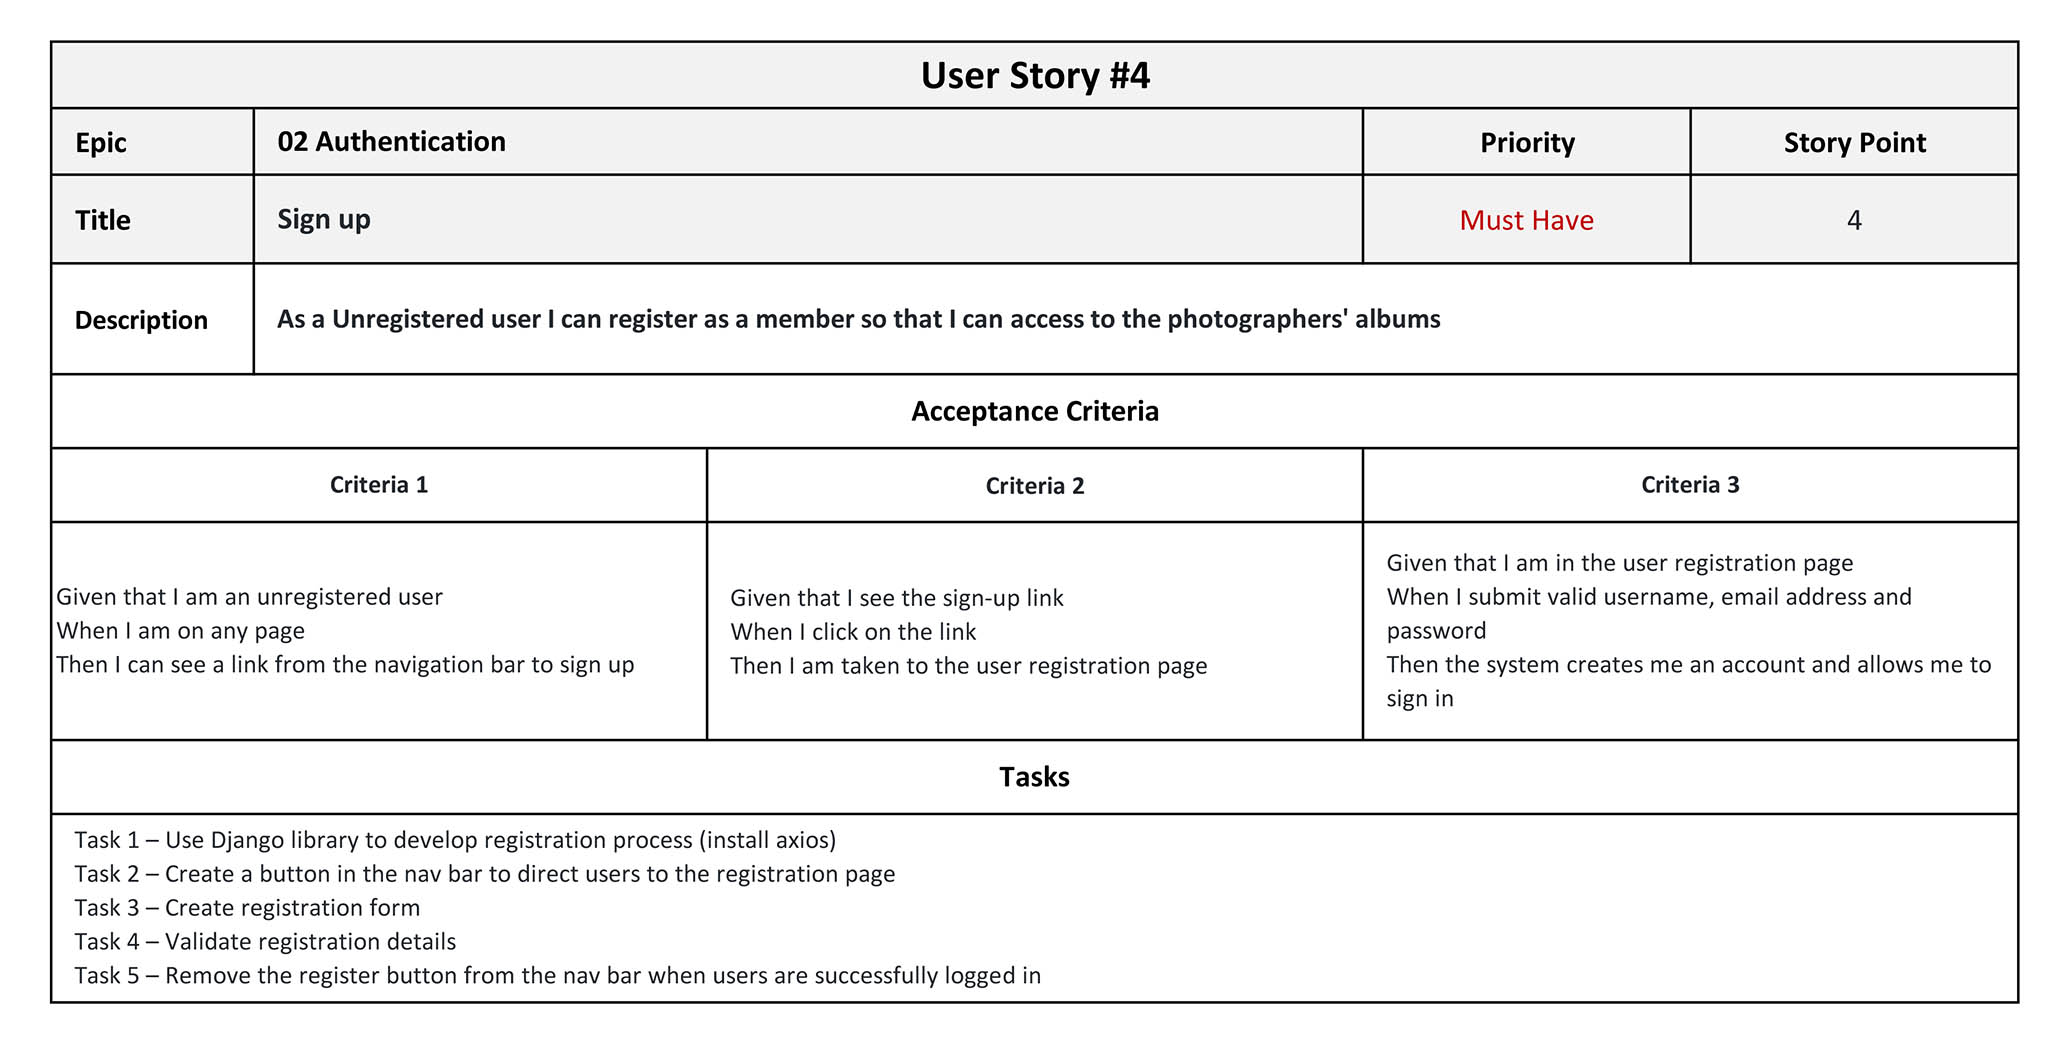 User Story #4
Epic
02 Authentication
Priority
Story Point
Title
Sign up
Must Have
4
Description
As a Unregistered user I can register as a member so that I can access to the photographers' albums
Acceptance Criteria
Criteria 1
Criteria 2
Criteria 3
Given that I am an unregistered user
When I am on any page
Then I can see a link from the navigation bar to sign up
Given that I see the sign-up link
When I click on the link
Then I am taken to the user registration page
Given that I am in the user registration page
When I submit valid username, email address and
password
Then the system creates me an account and allows me to
sign in
Tasks
Task 1 – Use Django library to develop registration process (install axios)
Task 2 – Create a button in the nav bar to direct users to the registration page
Task 3 – Create registration form
Task 4 – Validate registration details
Task 5 – Remove the register button from the nav bar when users are successfully logged in